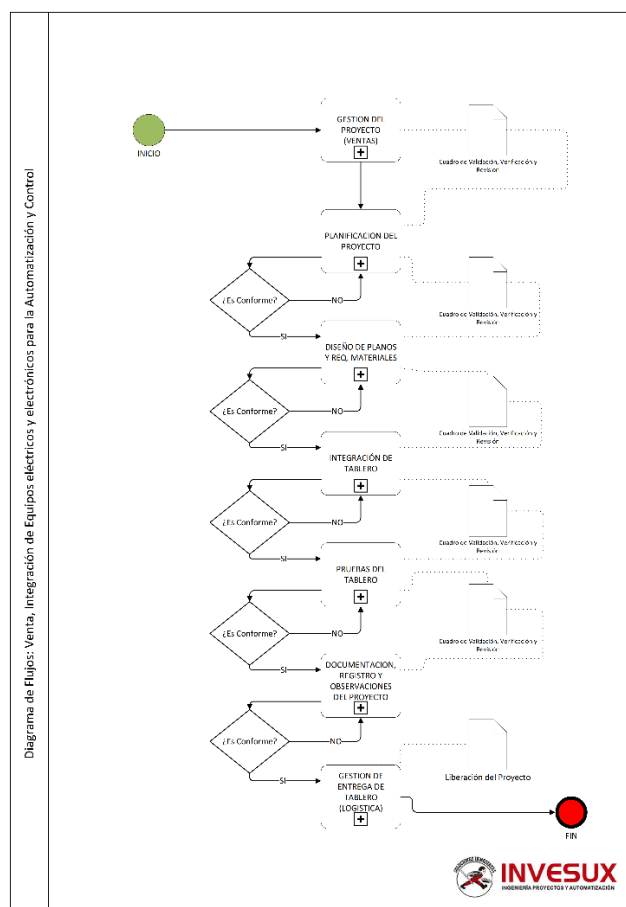 Diagrama de Flujos: Venta, Integración de Equipos eléctricos y electrónicos para la Automatización y Control
INICIO
GESTION DEL
PROYECTO
(VENTAS)
Cuadro de Validación, Verificación y
Revisión
PLANIFICACION DEL
PROYECTO
¿Es Conforme?
NO
SI
Cuadro de Validación, Verificación y
Revisión
DISEÑO DE PLANOS
Y REQ. MATERIALES
¿Es Conforme?
NO
SI
Cuadro de Validación, Verificación y
Revisión
INTEGRACIÓN DE
TABLERO
¿Es Conforme?
NO
SI
Cuadro de Validación, Verificación y
Revisión
PRUEBAS DEL
TABLERO
¿Es Conforme?
NO
SI
Cuadro de Validación, Verificación y
Revisión
DOCUMENTACION,
REGISTRO Y
OBSERVACIONES
DEL PROYECTO
¿Es Conforme?
NO
SI
Liberación del Proyecto
GESTION DE
ENTREGA DE
TABLERO
(LOGISTICA)
FIN
INVESUX
INGENIERÍA PROYECTOS Y AUTOMATIZACIÓN